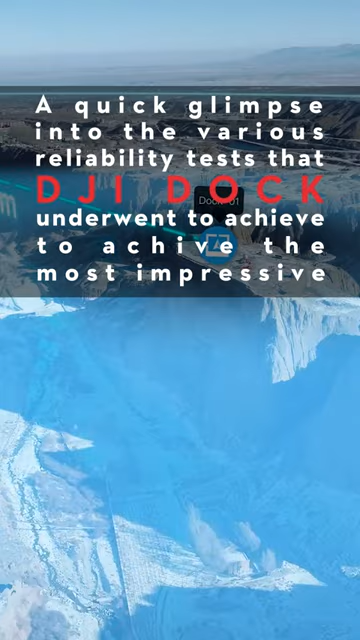 A quick glimpse
into the various
reliability tests that
DJI DOCK
Dock-01
underwent to achieve
to achive the
most impressive